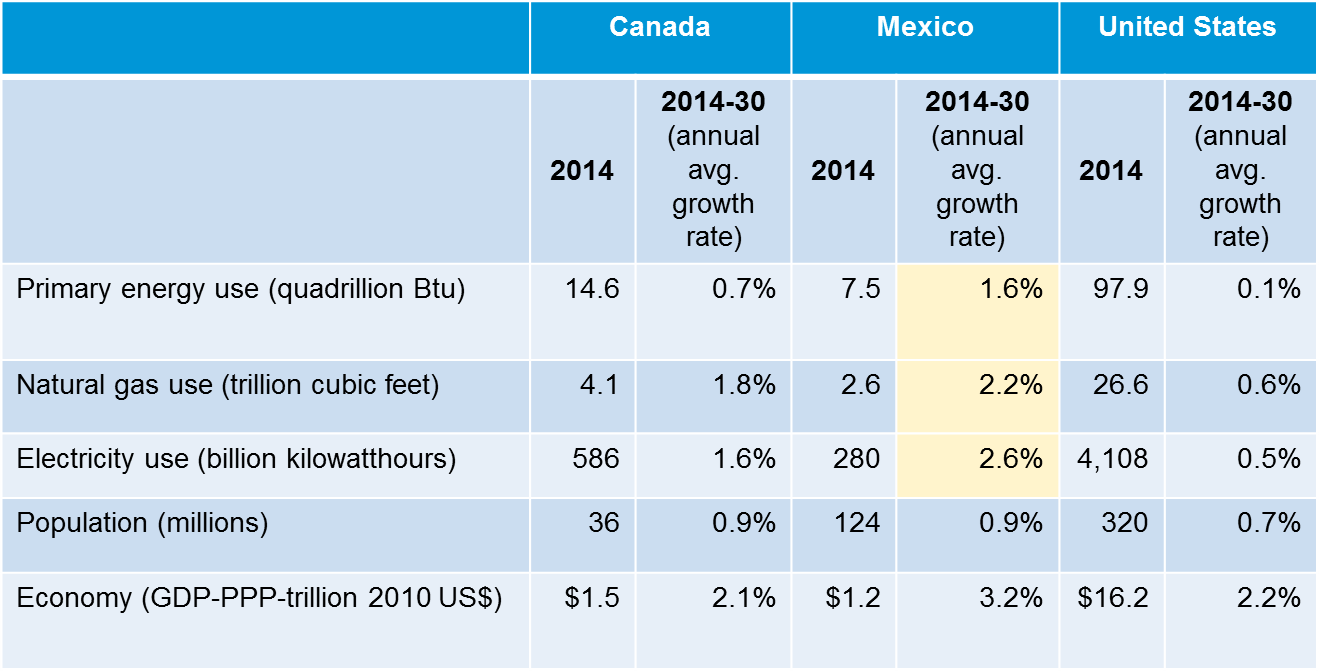 Canada Mexico United States
2014 2014-30 (annual avg. growth rate) 2014 2014-30 (annual avg. growth rate) 2014 2014-30 (annual avg. growth rate)
Primary energy use (quadrillion Btu) 14.6 0.7% 7.5 1.6% 97.9 0.1%
Natural gas use (trillion cubic feet) 4.1 1.8% 2.6 2.2% 26.6 0.6%
Electricity use (billion kilowatthours) 586 1.6% 280 2.6% 4,108 0.5%
Population (millions) 36 0.9% 124 0.9% 320 0.7%
Economy (GDP-PPP-trillion 2010 US$) $1.5 2.1% $1.2 3.2% $16.2 2.2%